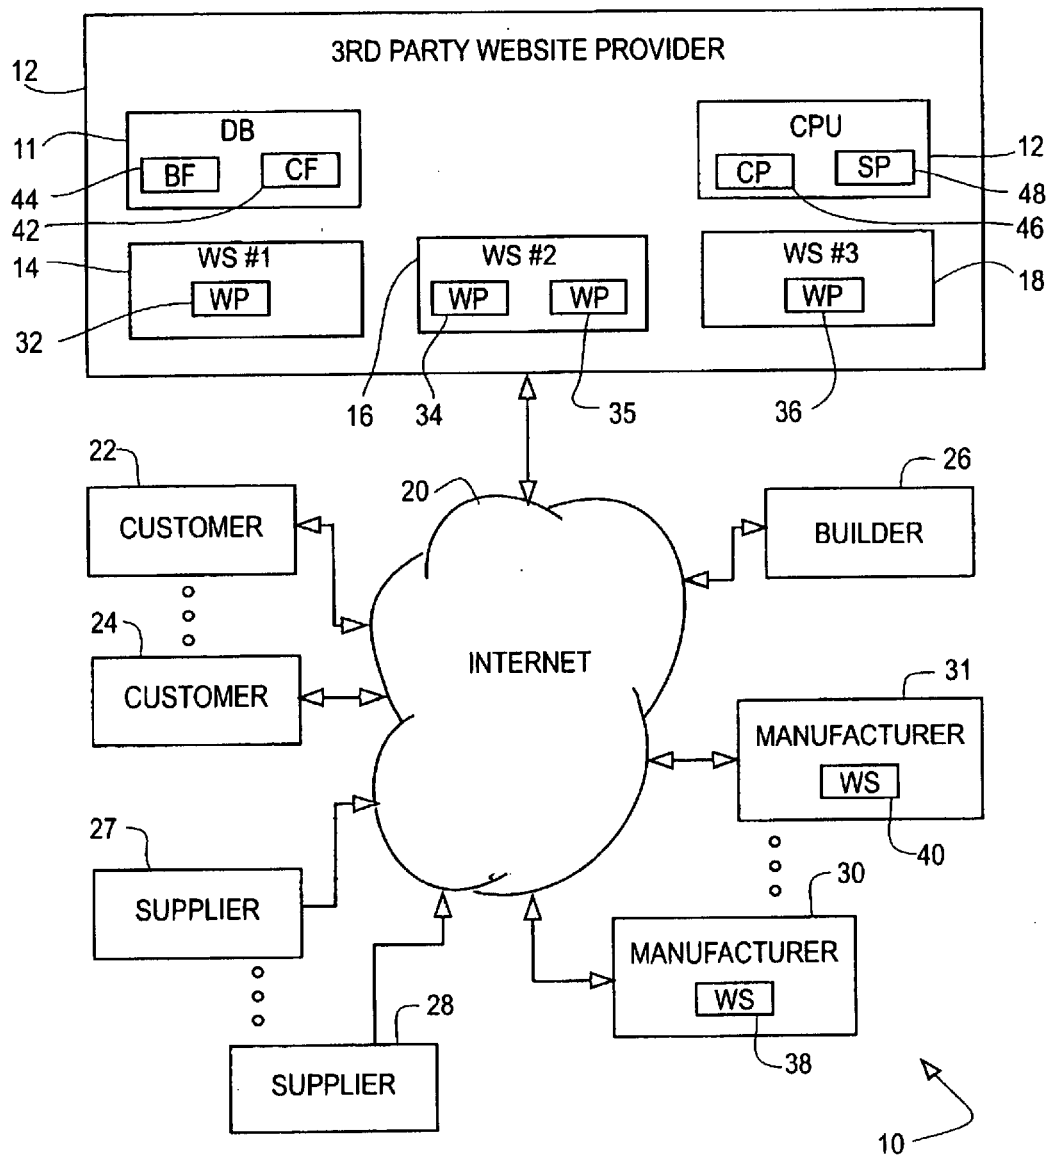 3RD PARTY WEBSITE PROVIDER
12
11
DB
BF
CF
44
42
CPU
CP
SP
12
48
46
14
WS #1
WP
32
WS #2
WP
WP
16
34
35
WS #3
WP
18
36
22
CUSTOMER
20
26
BUILDER
24
CUSTOMER
INTERNET
31
MANUFACTURER
WS
40
27
SUPPLIER
30
MANUFACTURER
WS
38
28
SUPPLIER
10